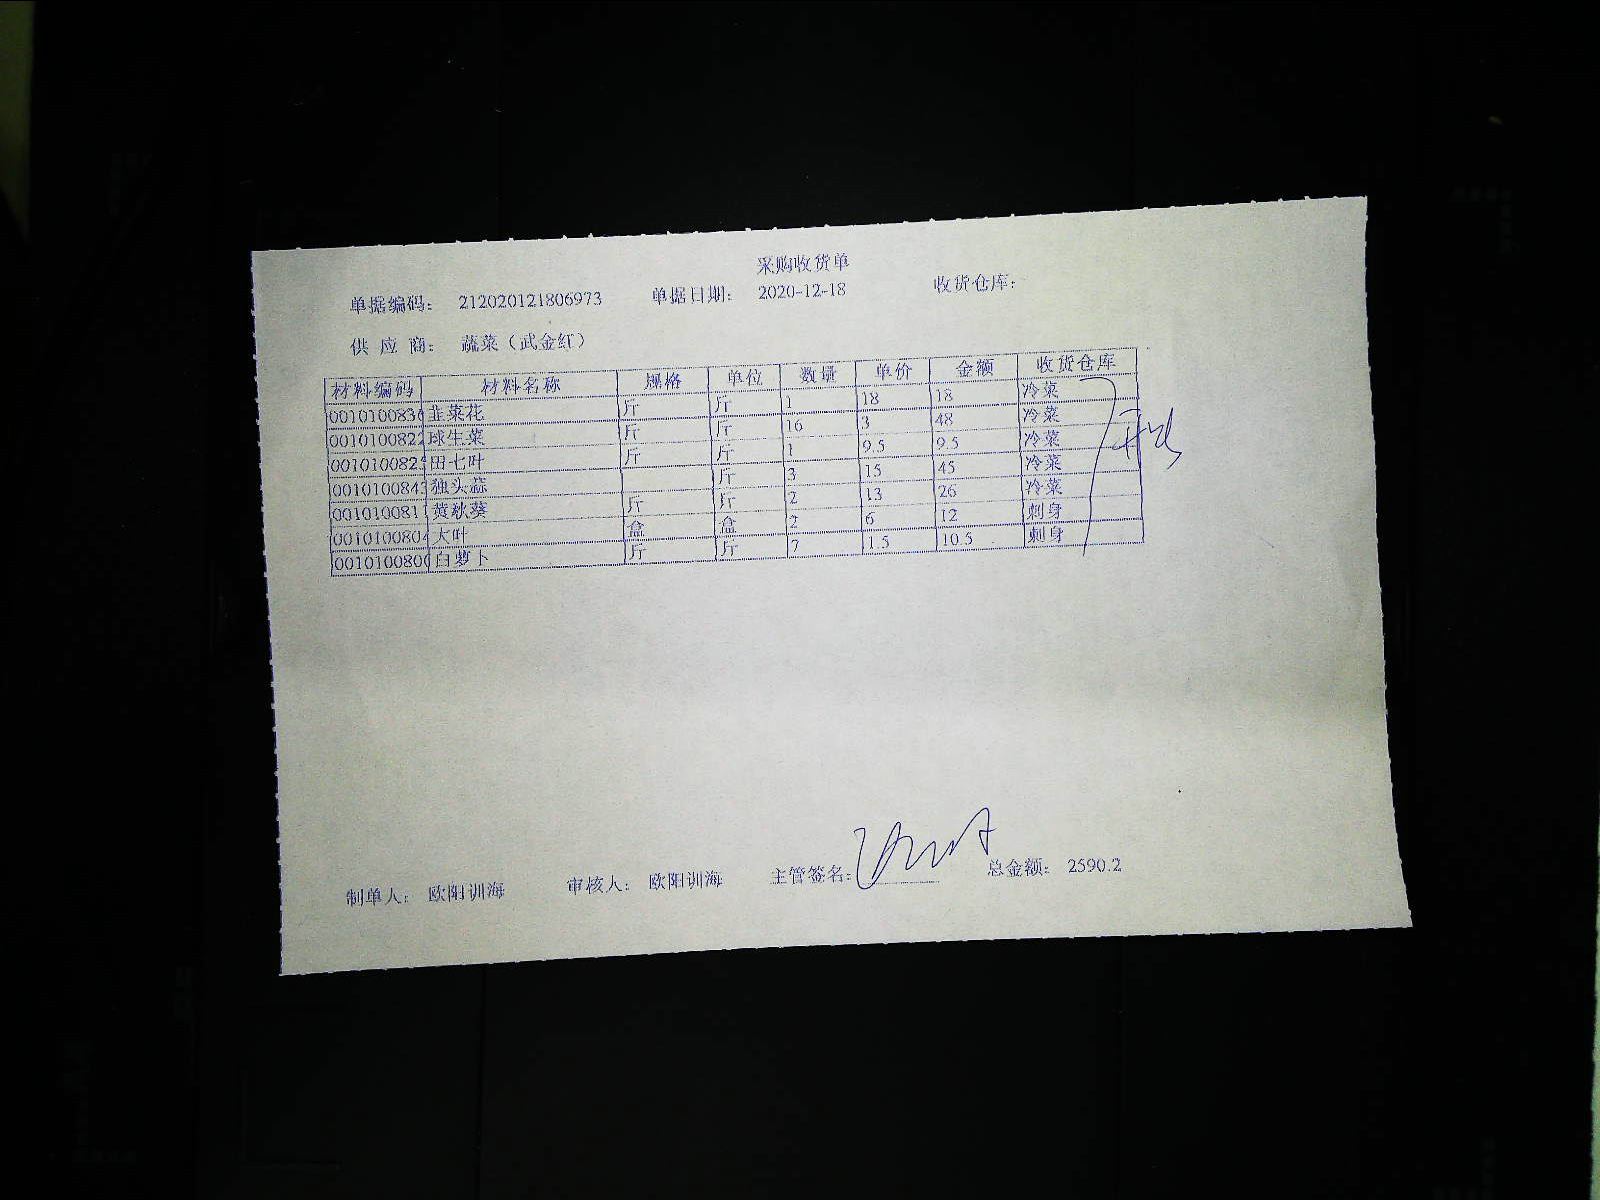 采购收货单
单据编码： 212020121806973 单据日期： 2020-12-18 收货仓库：
供 应 商： 蔬菜（武金红）
材料编码 材料名称 规格 单位 数量 单价 金额 收货仓库
001010083 韭菜花 斤 斤 1 18 18 冷菜
001010082 球生菜 斤 斤 16 3 48 冷菜
001010082 田七叶 斤 斤 1 9.5 9.5 冷菜
001010084 独头蒜 斤 3 15 45 冷菜
001010081 黄秋葵 斤 斤 2 13 26 冷菜
001010080 大叶 盒 盒 2 6 12 刺身
001010080 白萝卜 斤 斤 7 1.5 10.5 刺身
制单人： 欧阳训海 审核人： 欧阳训海 主管签名： 总金额： 2590.2